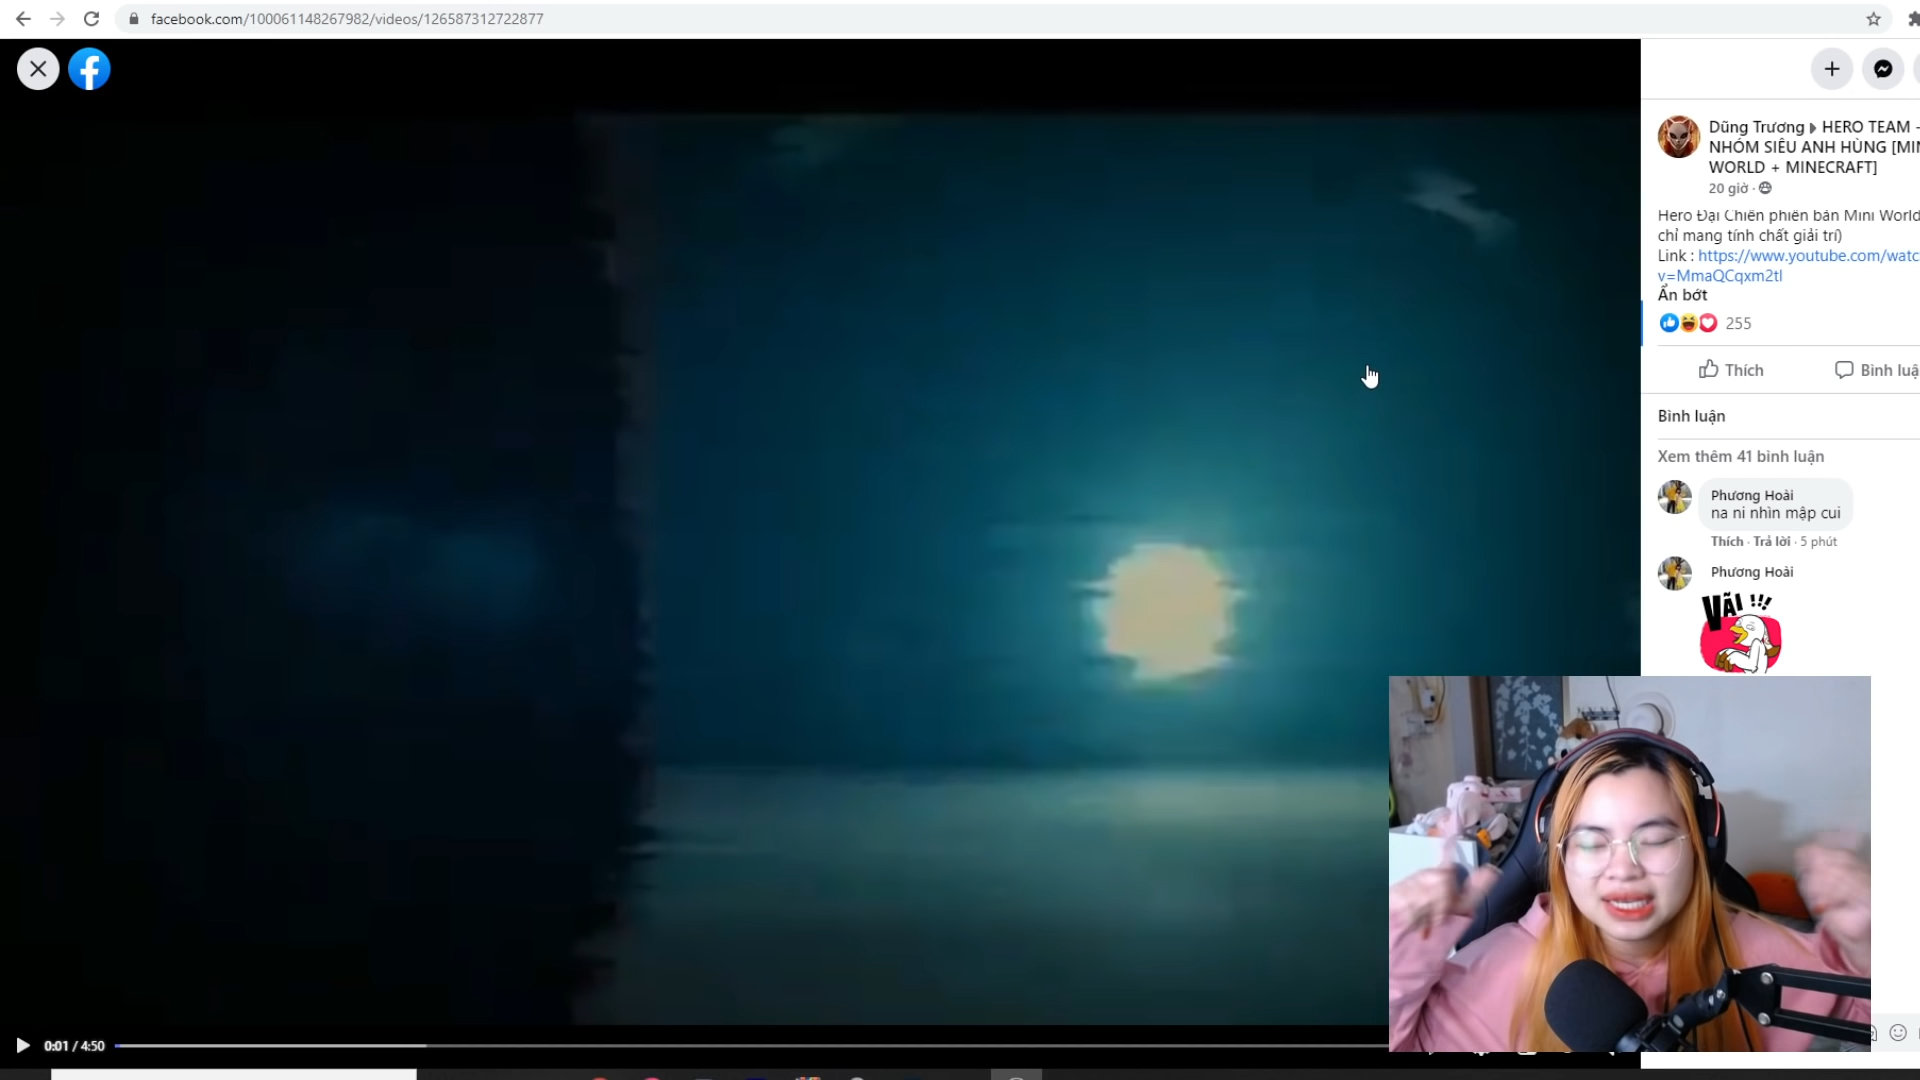 facebook.com/100061148267982/videos/126587312722877
Dũng Trương HERO TEAM -
NHÓM SIÊU ANH HÙNG [MIN
WORLD + MINECRAFT]
20 giờ ·
Hero Đại Chiến phiên bản Mini World
chỉ mang tính chất giải trí)
Link : https://www.youtube.com/watc
v=MmaQCqxm2tI
Ẩn bớt
255
Thích
Bình luậ
Bình luận
Xem thêm 41 bình luận
Phương Hoài
na ni nhìn mập cui
Thích · Trả lời · 5 phút
Phương Hoài
VÃI !!!
0:01 / 4:50